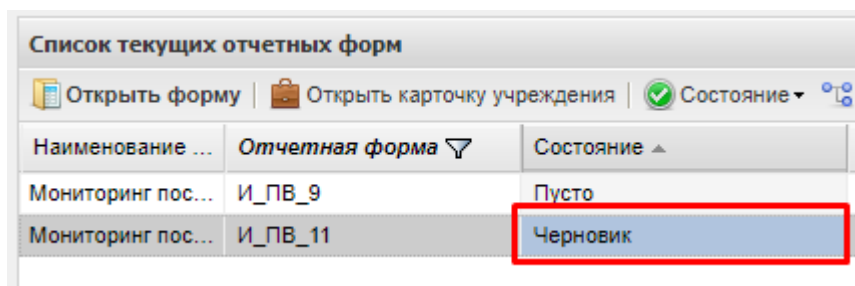 Список текущих отчетных форм
Открыть форму Открыть карточку учреждения Состояние
Наименование ... Отчетная форма Состояние
Мониторинг пос... И_ПВ_9 Пусто
Мониторинг пос... И_ПВ_11 Черновик